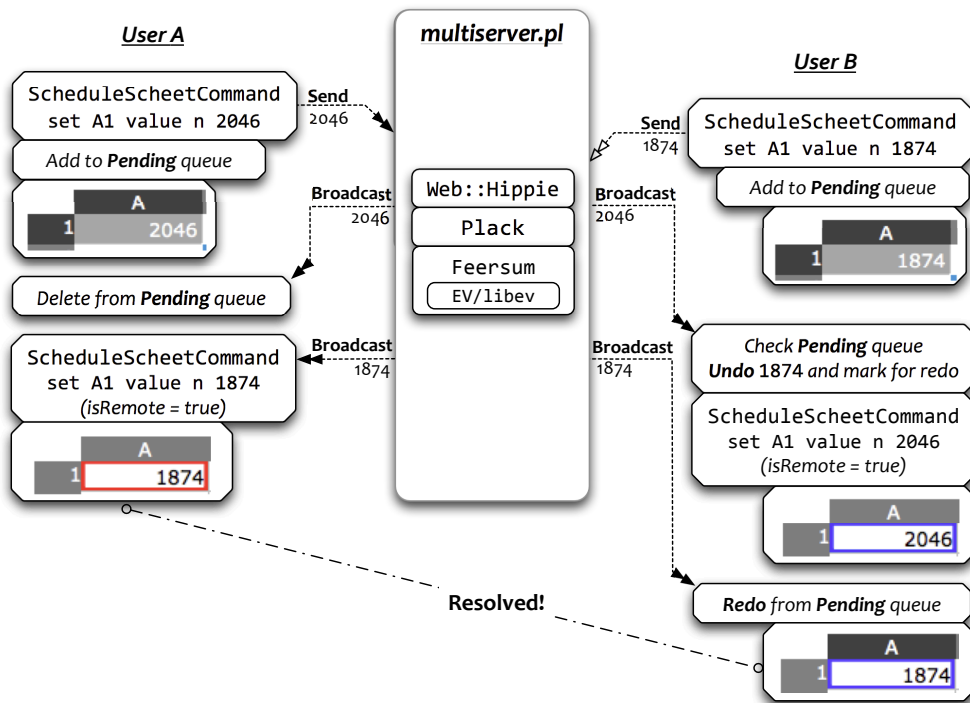 User A
ScheduleScheetCommand
set A1 value n 2046
Add to Pending queue
A
1 2046
Send
2046
Broadcast
2046
Delete from Pending queue
Broadcast
1874
ScheduleScheetCommand
set A1 value n 1874
(isRemote = true)
A
1 1874
multiserver.pl
Web::Hippie
Plack
Feersum
EV/libev
User B
Send
1874
ScheduleScheetCommand
set A1 value n 1874
Add to Pending queue
A
1 1874
Broadcast
2046
Check Pending queue
Undo 1874 and mark for redo
ScheduleScheetCommand
set A1 value n 2046
(isRemote = true)
A
1 2046
Broadcast
1874
Redo from Pending queue
A
1 1874
Resolved!